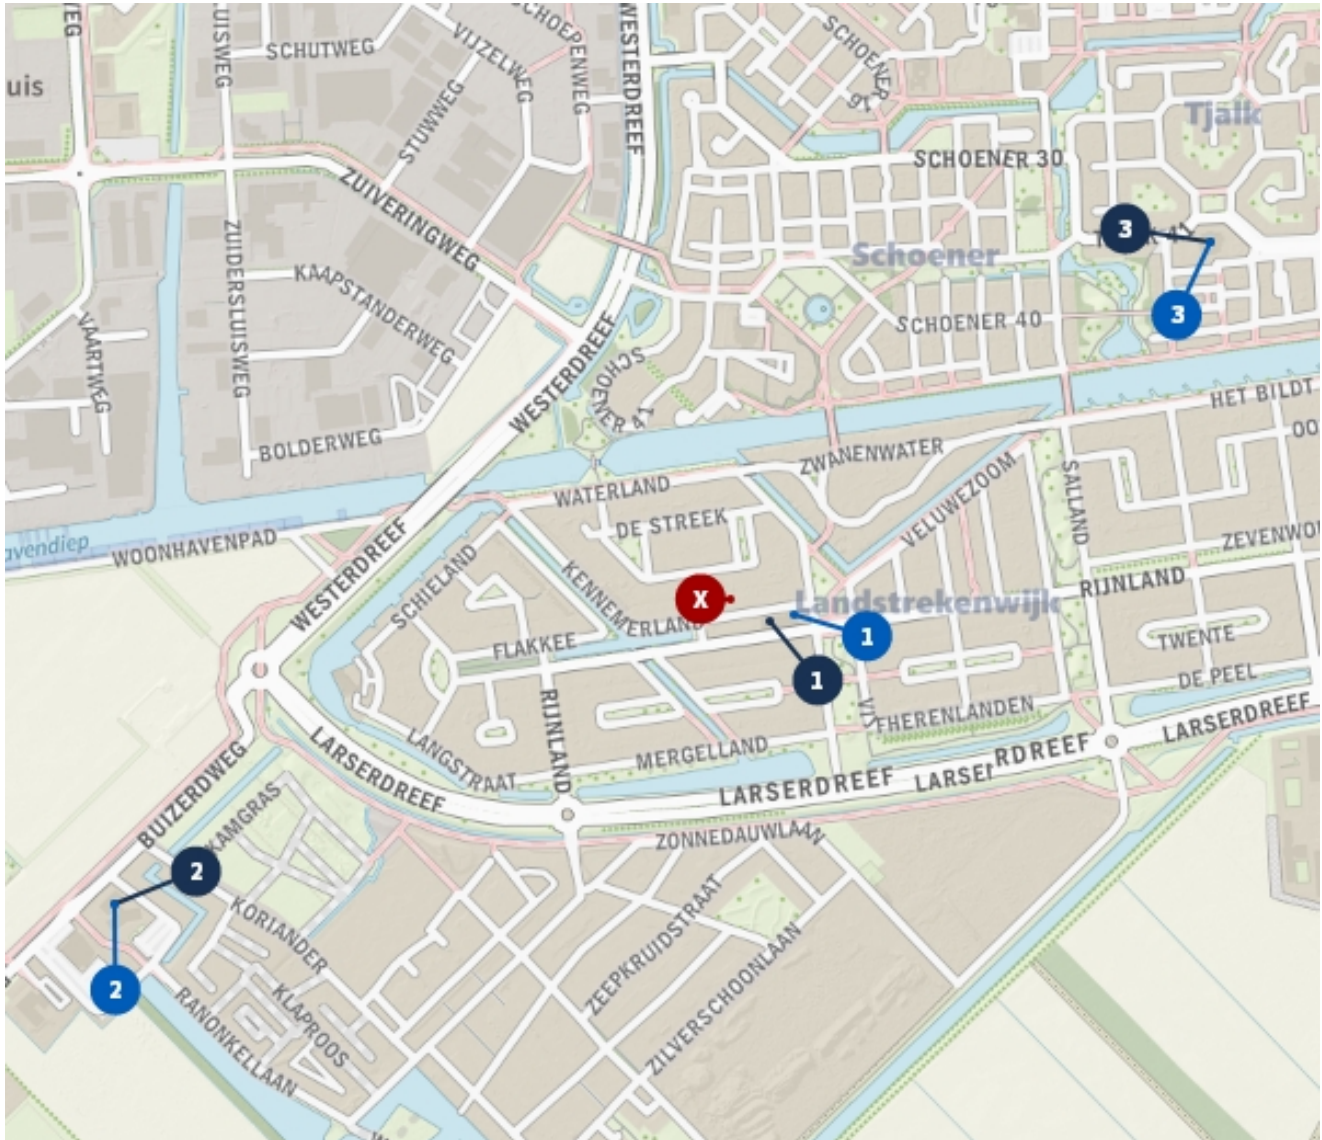 SCHUTWEG
VIJZELWEG
SCHOEPENWEG
WESTERDREEF
STUWWEG
SCHOENER
uis
Tjalk
ZUIVERINGWEG
SCHOENER 30
ZUIDERSLUISWEG
KAAPSTANDERWEG
Schoener
3
3
SCHOENER 40
VAARTWEG
WESTERDREEF
SCHOENER 41
HET BILDT
BOLDERWEG
ZWANENWATER
WATERLAND
DE STREEK
VELUWEZOOM
SALLAND
ZEVENWO
avendiep
WOONHAVENPAD
WESTERDREEF
SCHIELAND
KENNEMERLAND
X
Landstrekenwijk
RIJNLAND
1
TWENTE
FLAKKEE
1
DE PEEL
RIJNLAND
FHERENLANDEN
LARSERDREEF
LANGSTRAAT
MERGELLAND
LARSERDREEF
LARSERDREEF
RDREEF
BUIZERDWEG
KAMGRAS
ZONNEDAUWLAAN
2
KORIANDER
ZEEPKRUIDSTRAAT
ZILVERSCHOONLAAN
2
RANONKELLAAN
KLAPROOS